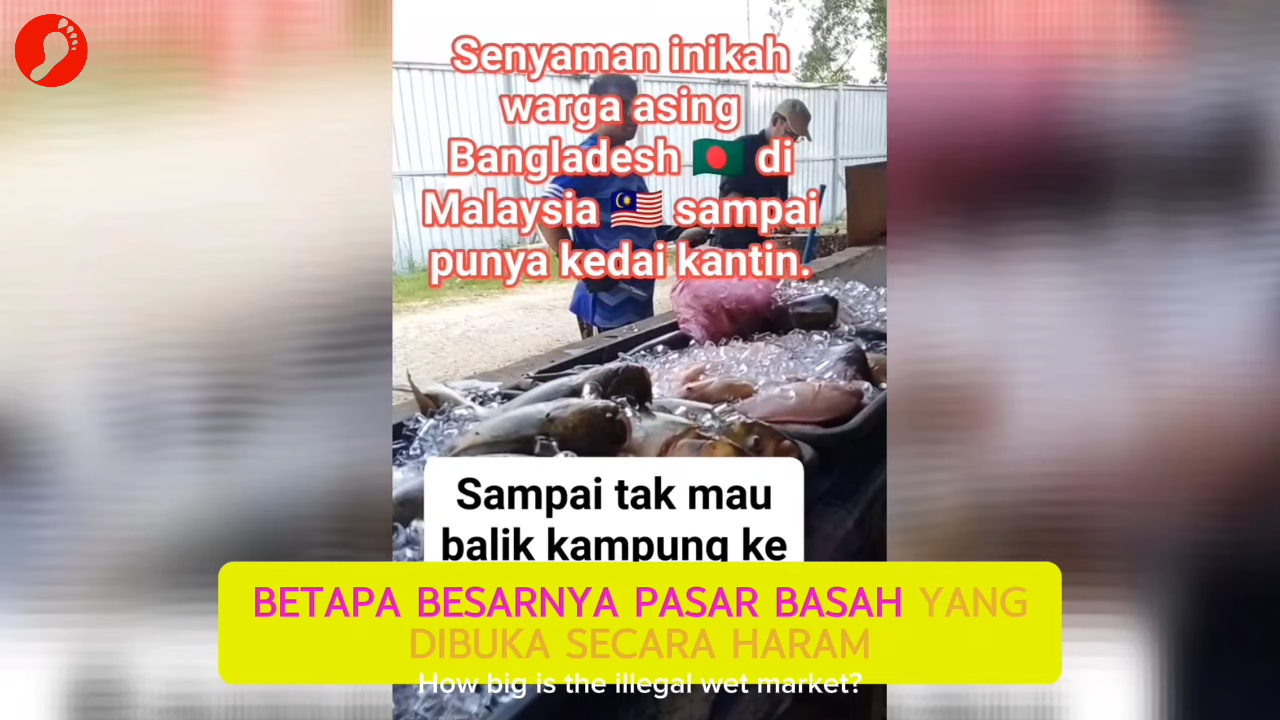 Senyaman inikah
warga asing
Bangladesh 🇧🇩 di
Malaysia 🇲🇾 sampai
punya kedai kantin.
Sampai tak mau
balik kampung ke
BETAPA BESARNYA PASAR BASAH YANG
DIBUKA SECARA HARAM
How big is the illegal wet market?